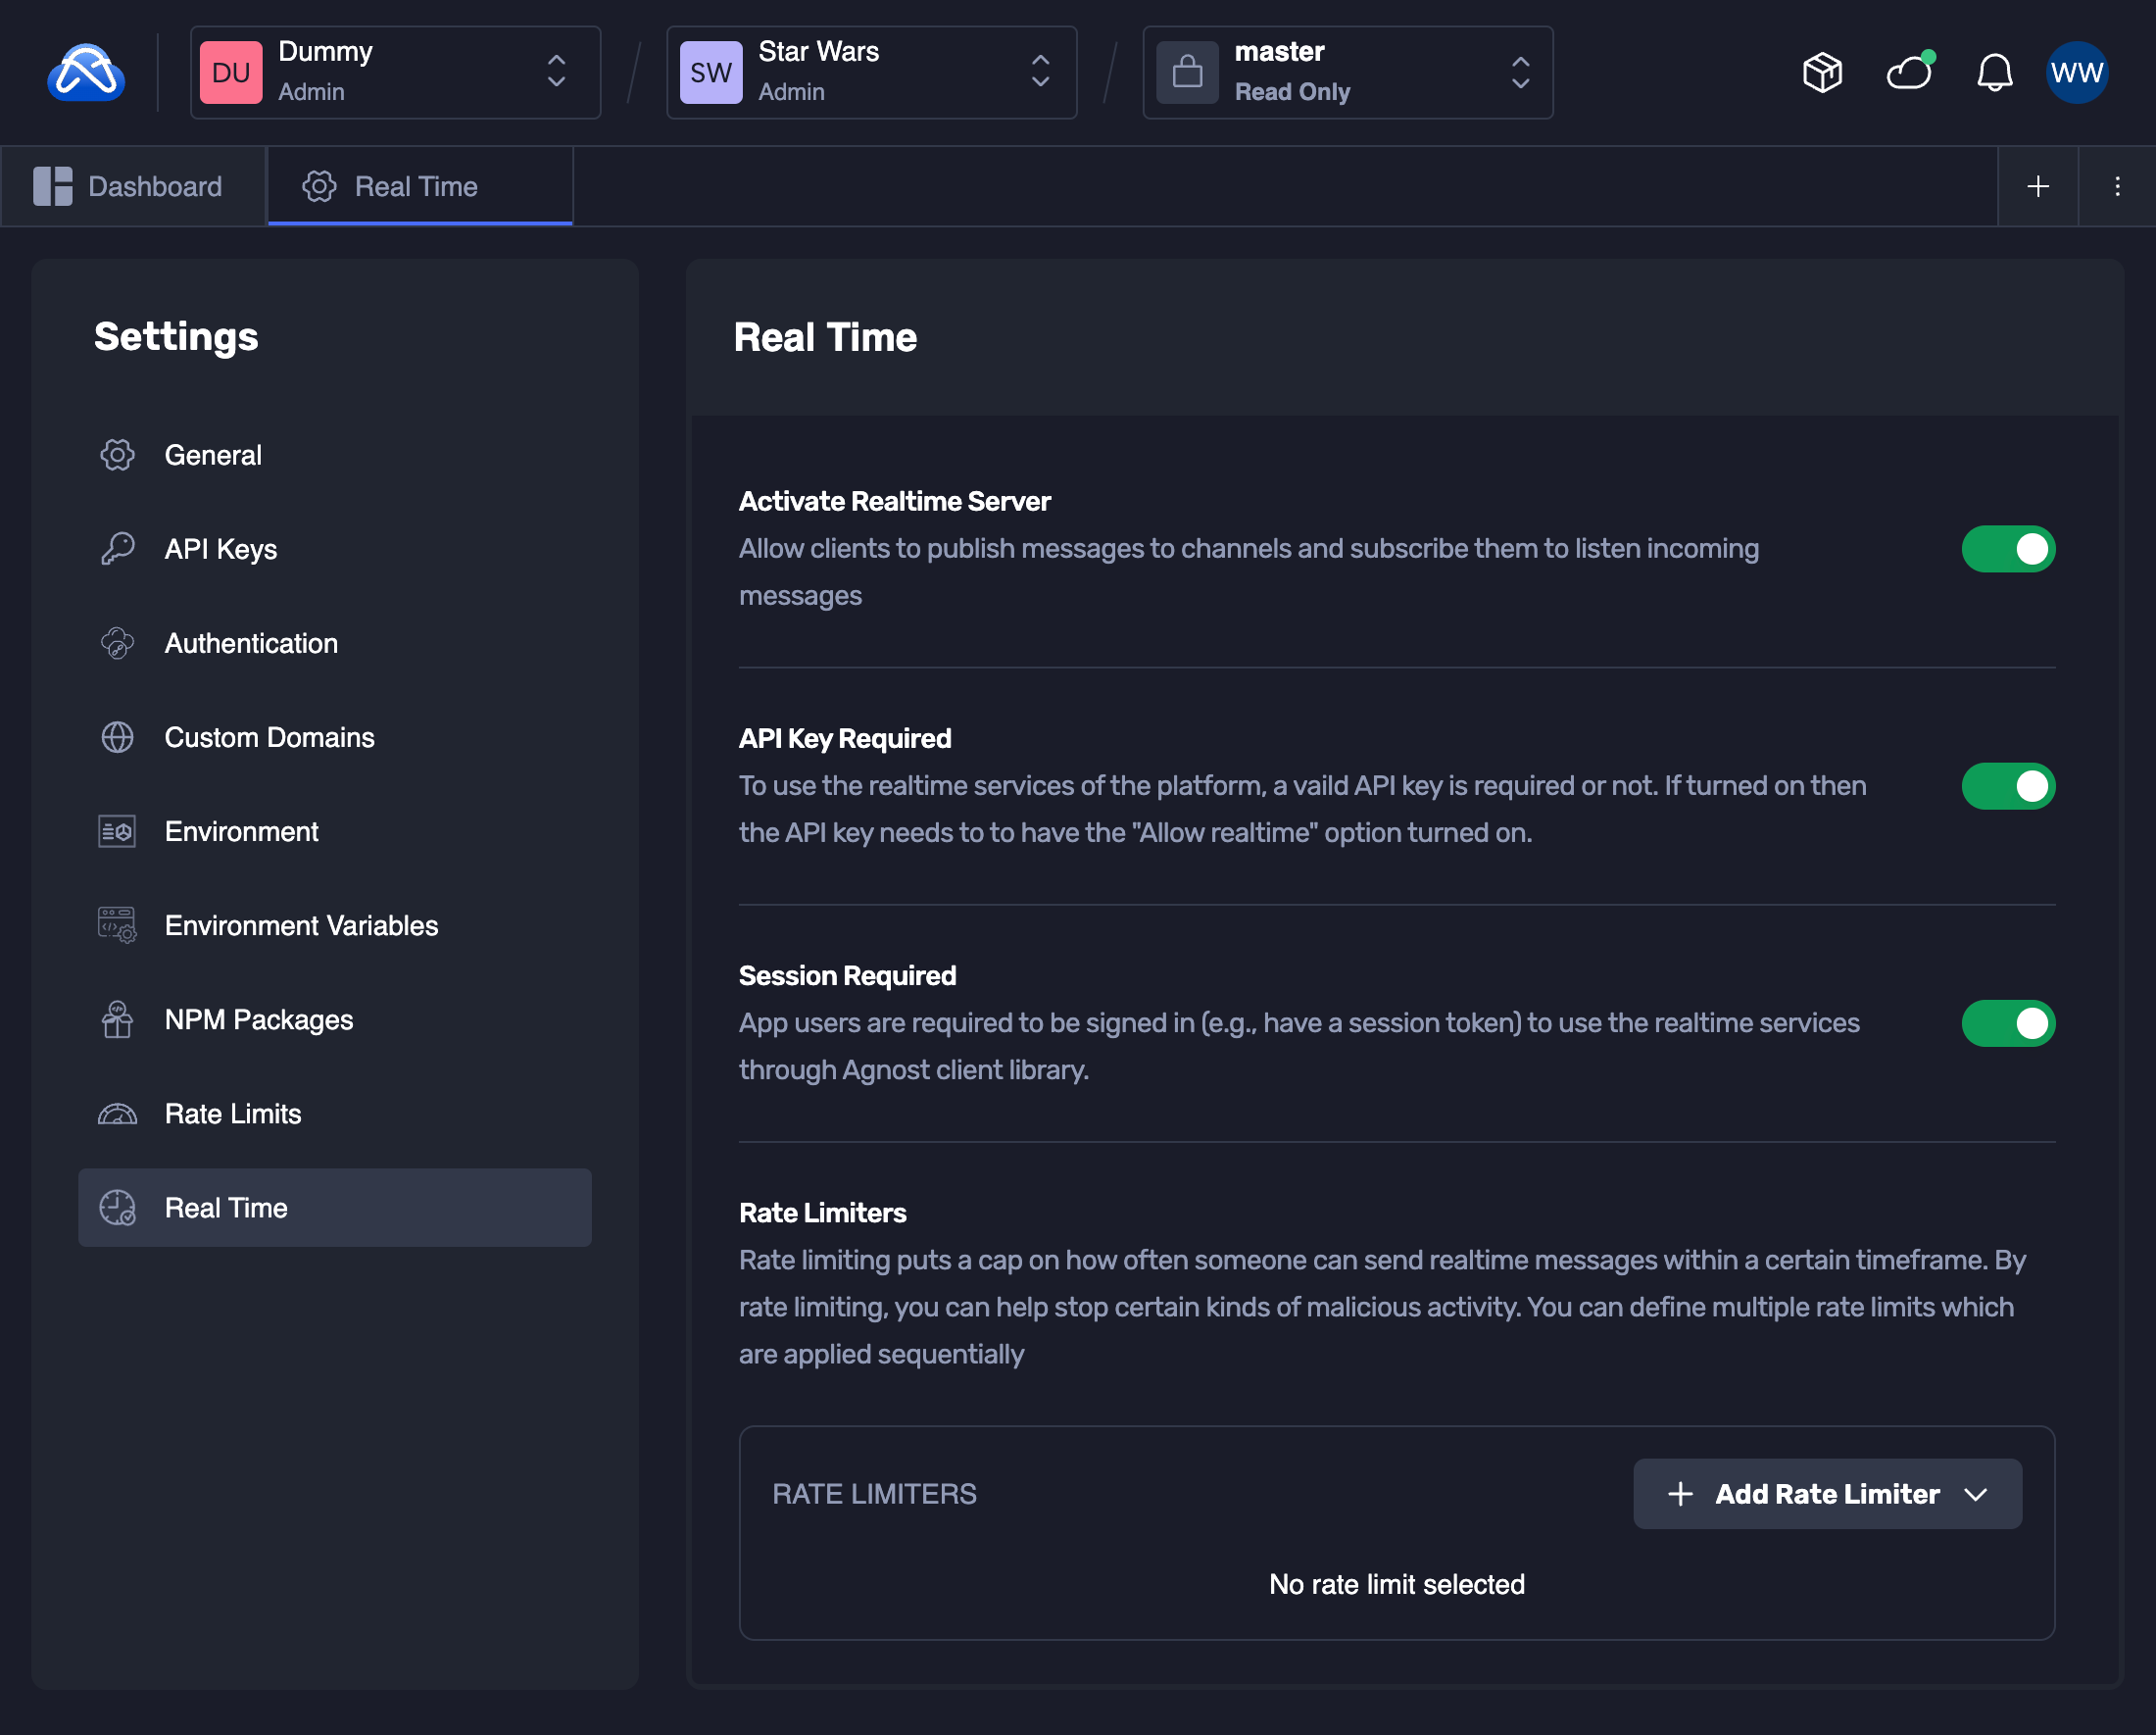 DU
Dummy
Admin
SW
Star Wars
Admin
master
Read Only
WW
Dashboard
Real Time
Settings
General
API Keys
Authentication
Custom Domains
Environment
Environment Variables
NPM Packages
Rate Limits
Real Time
Real Time
Activate Realtime Server
Allow clients to publish messages to channels and subscribe them to listen incoming
messages
API Key Required
To use the realtime services of the platform, a vaild API key is required or not. If turned on then
the API key needs to to have the "Allow realtime" option turned on.
Session Required
App users are required to be signed in (e.g., have a session token) to use the realtime services
through Agnost client library.
Rate Limiters
Rate limiting puts a cap on how often someone can send realtime messages within a certain timeframe. By
rate limiting, you can help stop certain kinds of malicious activity. You can define multiple rate limits which
are applied sequentially
RATE LIMITERS
Add Rate Limiter
No rate limit selected